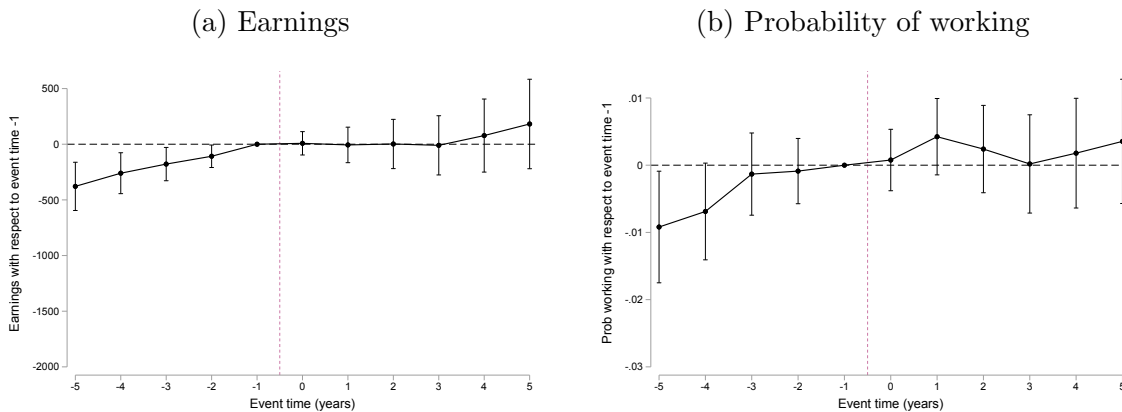 (a) Earnings
500
0
-500
-1000
-2000
Earnings with respect to event time -1
-5 -4 -3 -2 -1 0 1 2 3 4 5
Event time (years)
(b) Probability of working
.01
0
-.01
-.02
-.03
Prob working with respect to event time -1
-5 -4 -3 -2 -1 0 1 2 3 4 5
Event time (years)